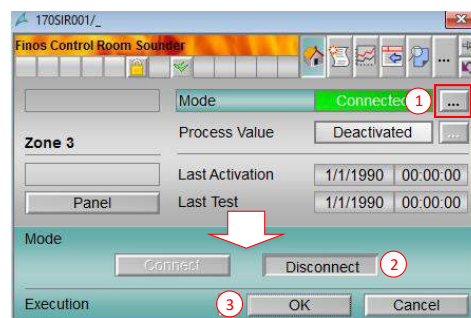 170SIR001/_
Finos Control Room Sounder
...
Mode Connected 1 ...
Zone 3
Process Value Deactivated ...
Last Activation 1/1/1990 00:00:00
Panel
Last Test 1/1/1990 00:00:00
Mode
Connect Disconnect 2
Execution 3 OK Cancel